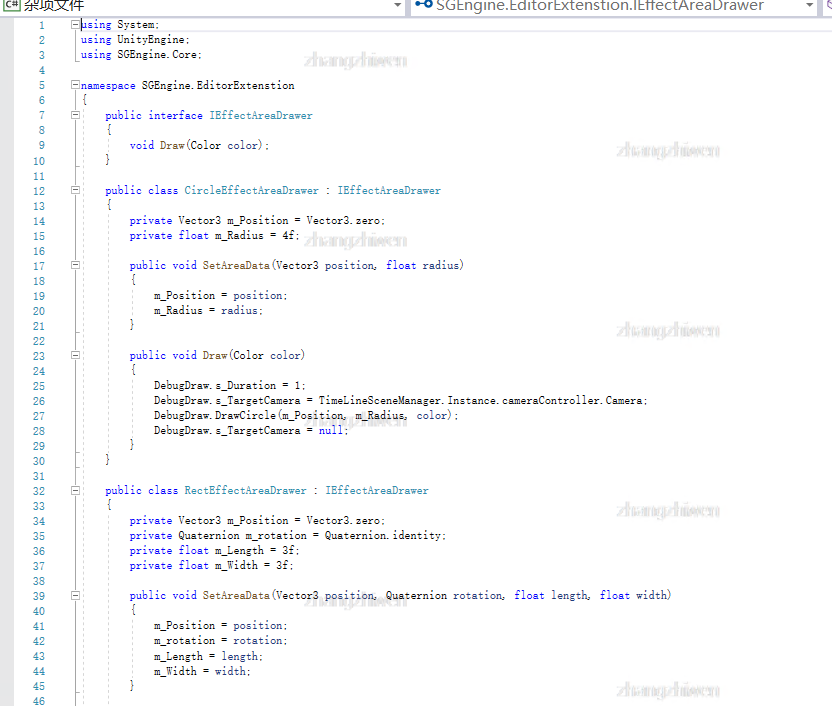 C# 杂项文件 SGEngine.EditorExtenstion.IEffectAreaDrawer
1 using System;
2 using UnityEngine;
3 using SGEngine.Core;
4
5 namespace SGEngine.EditorExtenstion
6 {
7 public interface IEffectAreaDrawer
8 {
9 void Draw(Color color);
10 }
11
12 public class CircleEffectAreaDrawer : IEffectAreaDrawer
13 {
14 private Vector3 m_Position = Vector3.zero;
15 private float m_Radius = 4f;
16
17 public void SetAreaData(Vector3 position, float radius)
18 {
19 m_Position = position;
20 m_Radius = radius;
21 }
22
23 public void Draw(Color color)
24 {
25 DebugDraw.s_Duration = 1;
26 DebugDraw.s_TargetCamera = TimeLineSceneManager.Instance.cameraController.Camera;
27 DebugDraw.DrawCircle(m_Position, m_Radius, color);
28 DebugDraw.s_TargetCamera = null;
29 }
30 }
31
32 public class RectEffectAreaDrawer : IEffectAreaDrawer
33 {
34 private Vector3 m_Position = Vector3.zero;
35 private Quaternion m_rotation = Quaternion.identity;
36 private float m_Length = 3f;
37 private float m_Width = 3f;
38
39 public void SetAreaData(Vector3 position, Quaternion rotation, float length, float width)
40 {
41 m_Position = position;
42 m_rotation = rotation;
43 m_Length = length;
44 m_Width = width;
45 }
46
zhangzhiwen
zhangzhiwen
zhangzhiwen
zhangzhiwen
zhangzhiwen
zhangzhiwen
zhangzhiwen
zhangzhiwen